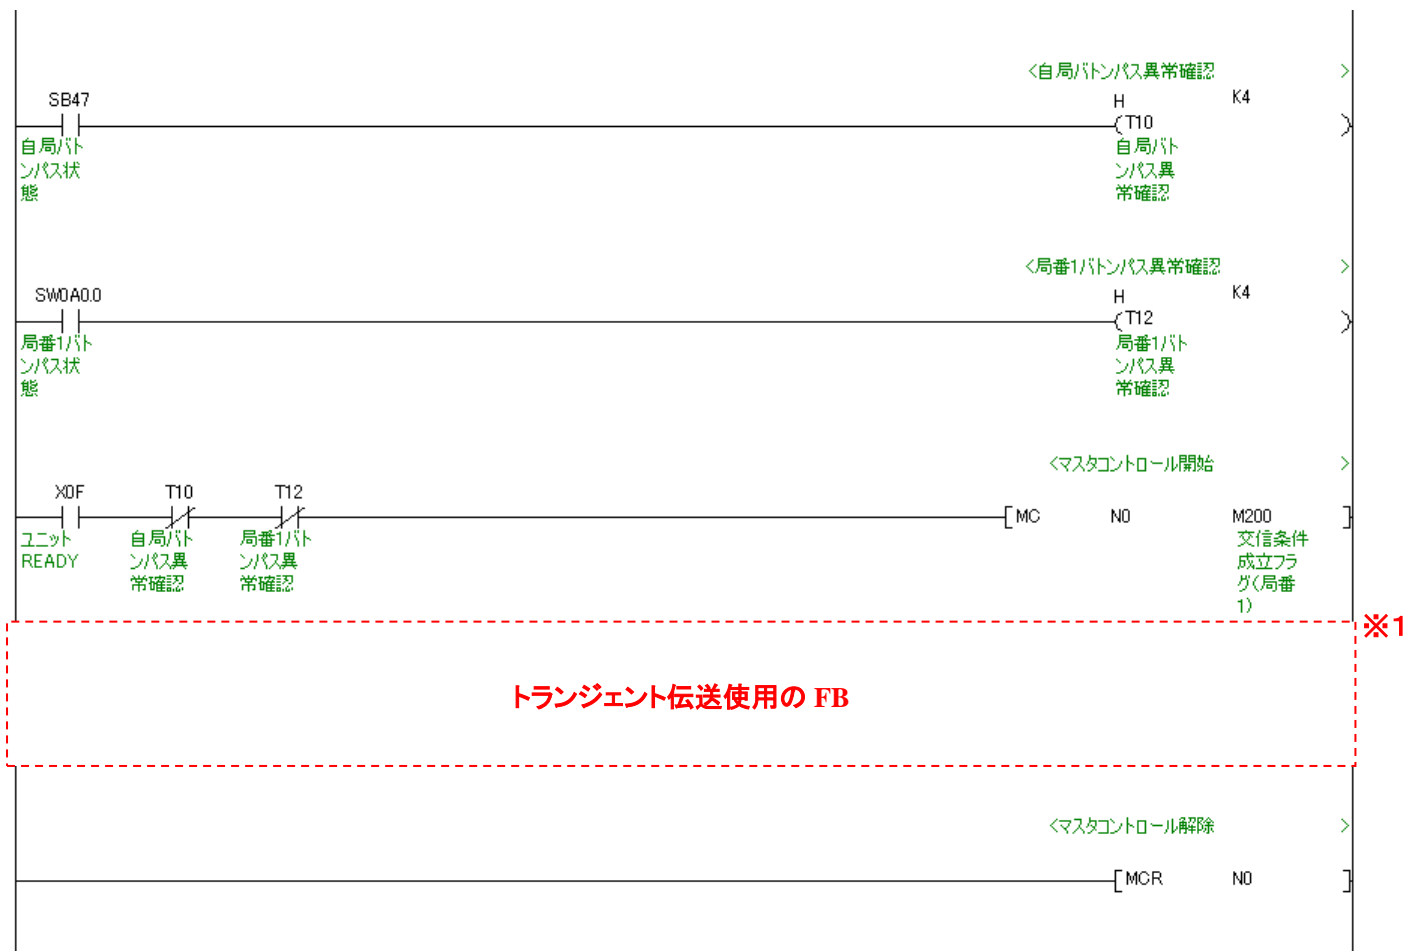 <自局バトンパス異常確認 >
SB47
H K4
T10
自局バト
ンパス状
態
自局バト
ンパス異
常確認
<局番1バトンパス異常確認 >
SW0A0.0
H K4
T12
局番1バト
ンパス状
態
局番1バト
ンパス異
常確認
<マスタコントロール開始 >
X0F T10 T12
MC N0 M200
ユニット
READY
自局バト
ンパス異
常確認
局番1バト
ンパス異
常確認
交信条件
成立フラ
グ(局番
1)
※1
トランジェント伝送使用の FB
<マスタコントロール解除 >
MCR N0